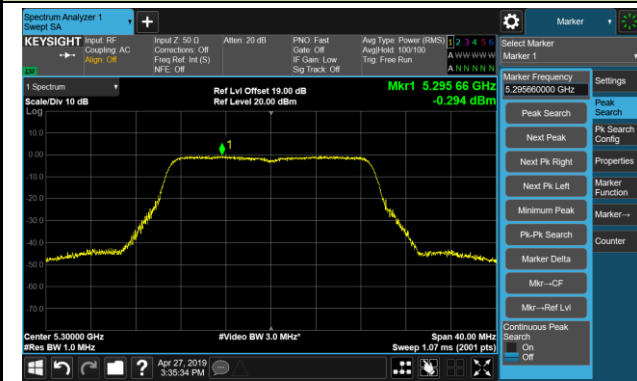 Spectrum Analyzer 1
Swept SA
Marker
KEYSIGHT
Input: RF
Coupling: AC
Align: Off
Input Z: 50 Ω
Corrections: Off
Freq Ref: Int (S)
NFE: Off
Atten: 20 dB
PNO: Fast
Gate: Off
IF Gain: Low
Sig Track: Off
Avg Type: Power (RMS)
Avg|Hold: 100/100
Trig: Free Run
1 2 3 4 5 6
A W W W W W
A N N N N N
LV
Select Marker
Marker 1
1 Spectrum
Scale/Div 10 dB
Ref Lvl Offset 19.00 dB
Ref Level 20.00 dBm
Mkr1 5.295 66 GHz
-0.294 dBm
Log
10.0
0.00
-10.0
-20.0
-30.0
-40.0
-50.0
-60.0
-70.0
1
Center 5.30000 GHz
#Res BW 1.0 MHz
#Video BW 3.0 MHz*
Span 40.00 MHz
Sweep 1.07 ms (2001 pts)
Marker Frequency
5.295660000 GHz
Peak Search
Next Peak
Next Pk Right
Next Pk Left
Minimum Peak
Pk-Pk Search
Marker Delta
Mkr→CF
Mkr→Ref Lvl
Continuous Peak
Search
On
Off
Settings
Peak
Search
Pk Search
Config
Properties
Marker
Function
Marker→
Counter
Apr 27, 2019
3:35:34 PM